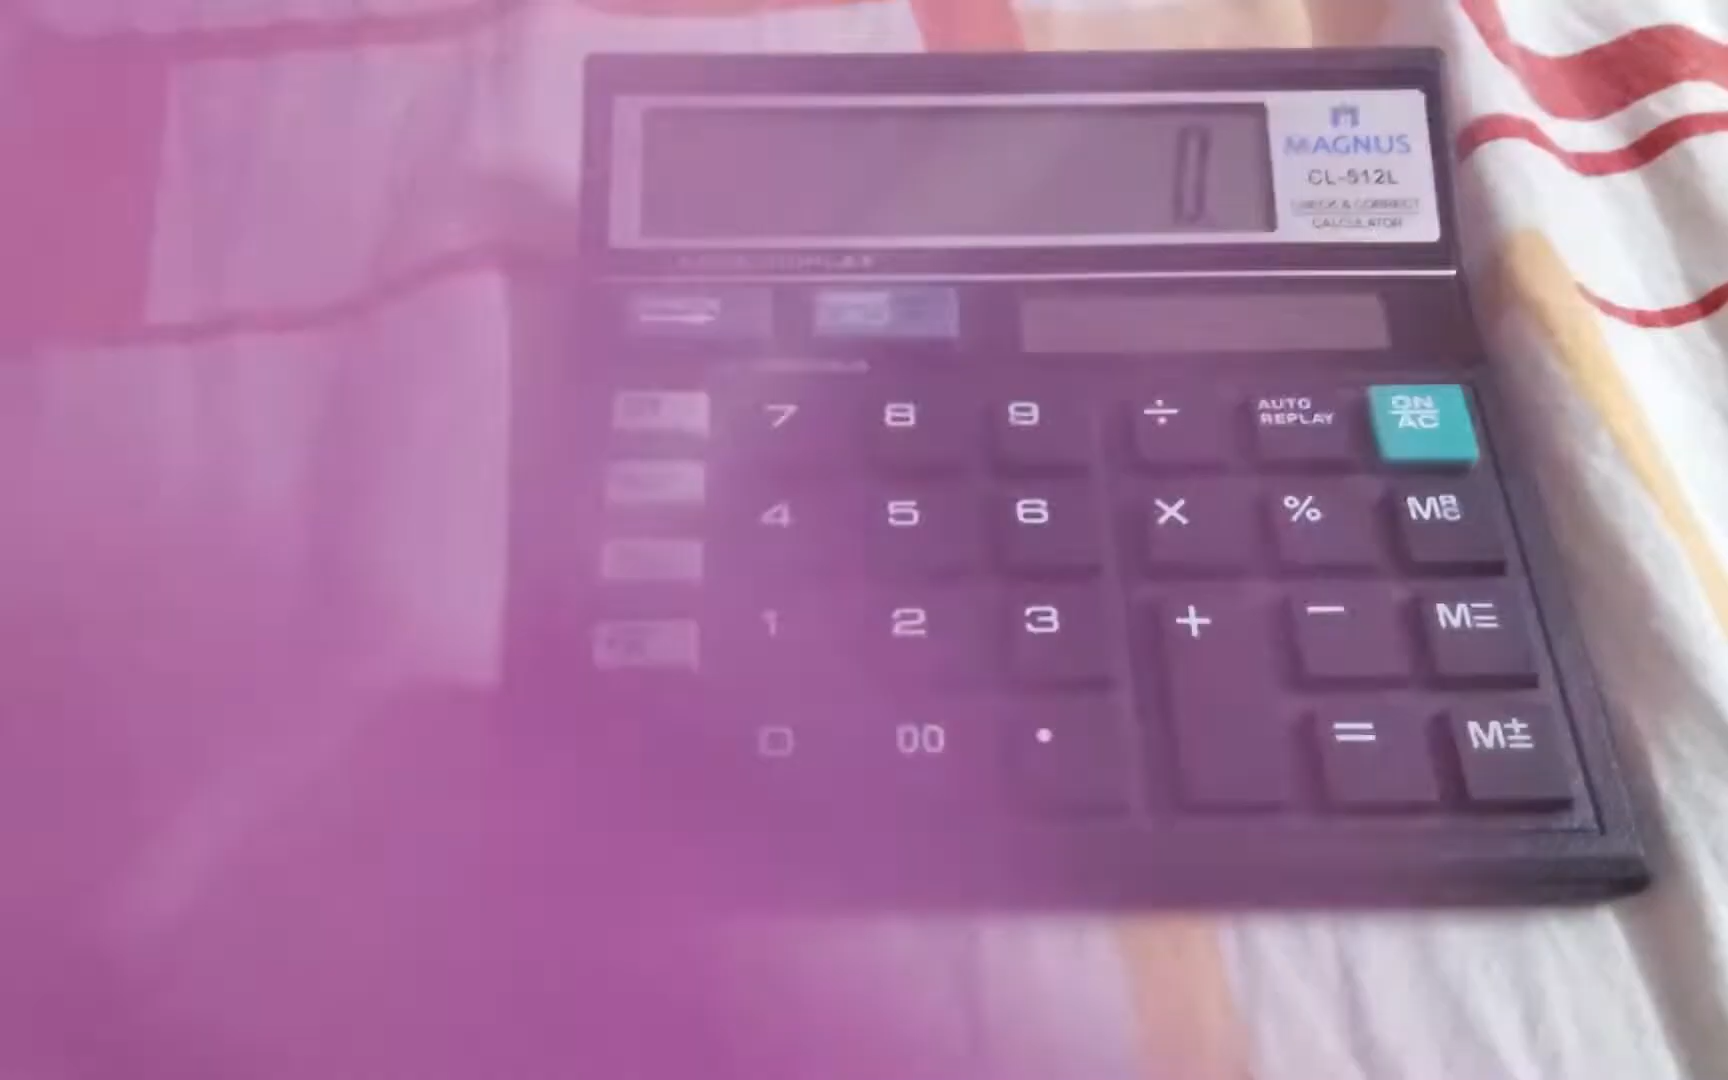 0.
MAGNUS
CL-512L
CHECK & CORRECT
CALCULATOR
7 8 9 ÷ AUTO REPLAY ON/AC
4 5 6 X % MRC
1 2 3 + − M=
0 00 • = M±